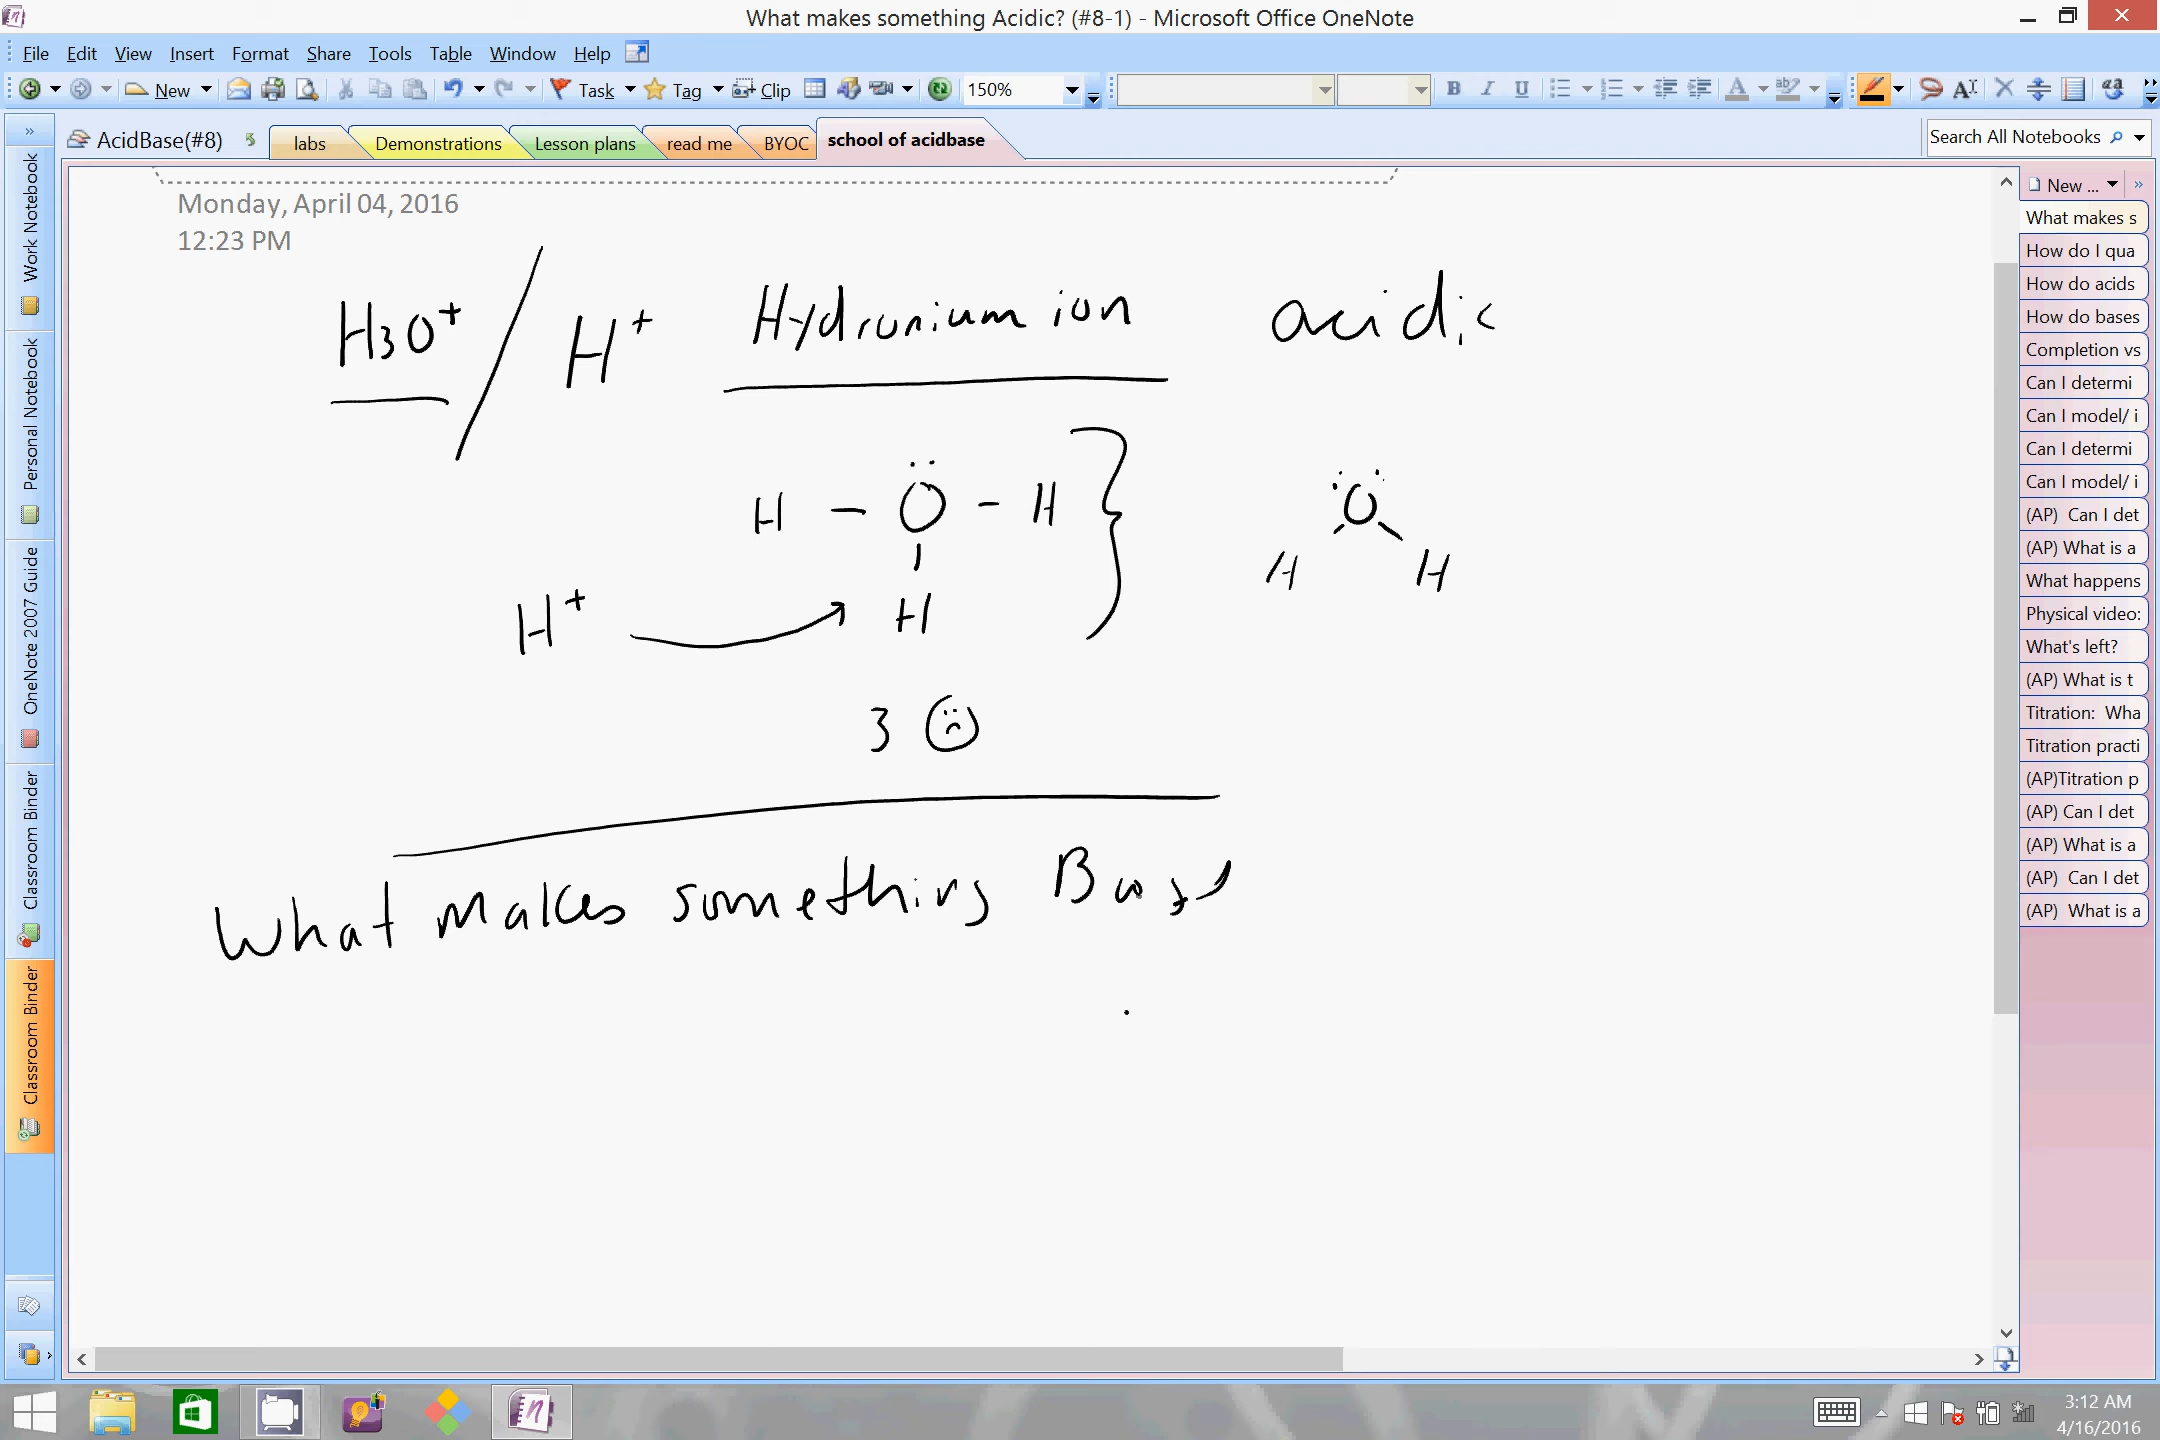 What makes something Acidic? (#8-1) - Microsoft Office OneNote
File Edit View Insert Format Share Tools Table Window Help
New Task Tag Clip 150% B I U A ab
AcidBase(#8) labs Demonstrations Lesson plans read me BYOC school of acidbase Search All Notebooks
Work Notebook
Personal Notebook
OneNote 2007 Guide
Classroom Binder
Classroom Binder
Monday, April 04, 2016
12:23 PM
H3O+ / H+ Hydronium ion acidic
H - O - H
H
H+
O
H H
3
What makes something Bas
New ...
What makes s
How do I qua
How do acids
How do bases
Completion vs
Can I determi
Can I model/ i
Can I determi
Can I model/ i
(AP) Can I det
(AP) What is a
What happens
Physical video:
What's left?
(AP) What is t
Titration: Wha
Titration practi
(AP)Titration p
(AP) Can I det
(AP) What is a
(AP) Can I det
(AP) What is a
3:12 AM
4/16/2016